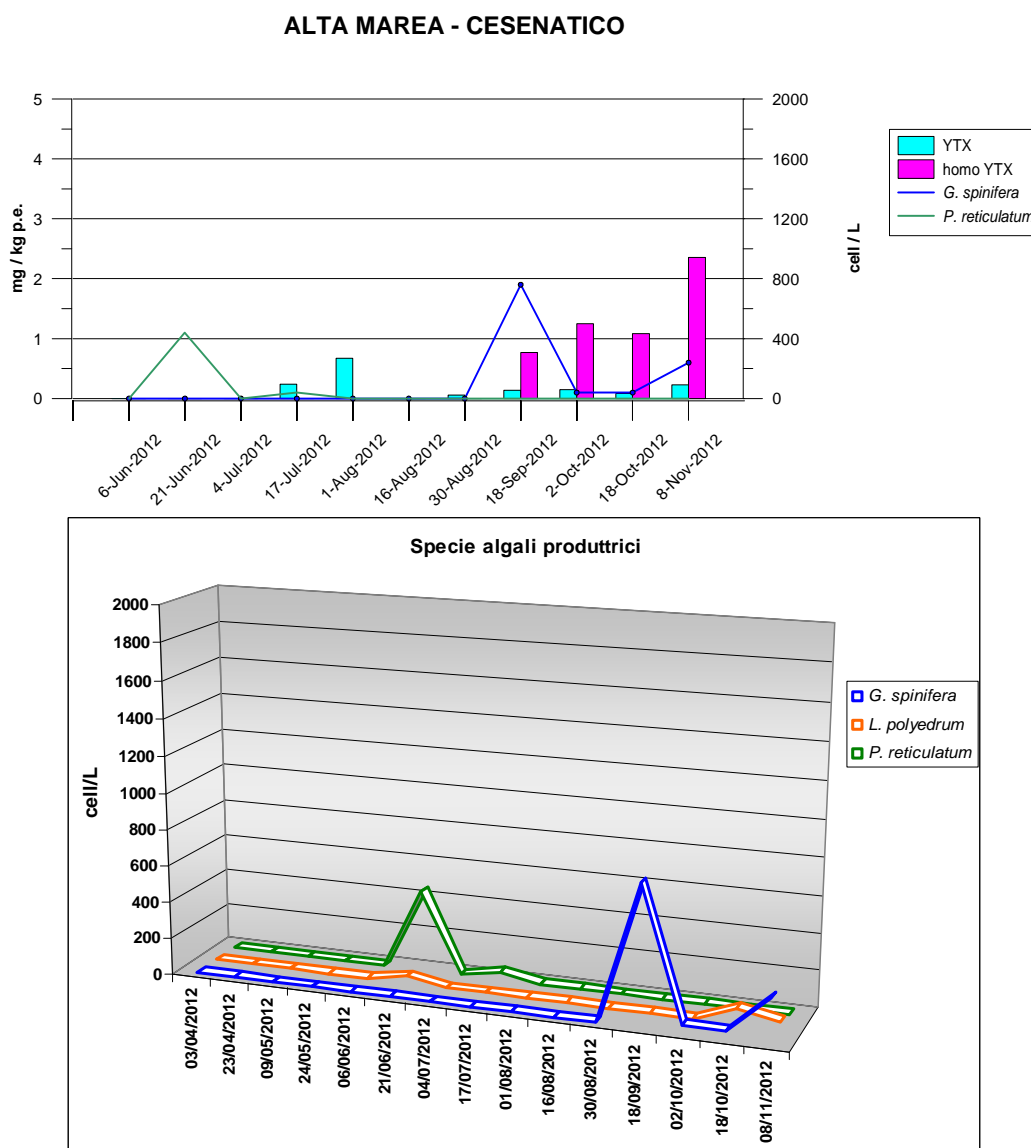 ALTA MAREA - CESENATICO
5
4
3
2
1
0
mg / kg p.e.
2000
1600
1200
800
400
0
cell / L
YTX
homo YTX
G. spinifera
P. reticulatum
6-Jun-2012
21-Jun-2012
4-Jul-2012
17-Jul-2012
1-Aug-2012
16-Aug-2012
30-Aug-2012
18-Sep-2012
2-Oct-2012
18-Oct-2012
8-Nov-2012
Specie algali produttrici
2000
1800
1600
1400
1200
1000
800
600
400
200
0
cell/L
G. spinifera
L. polyedrum
P. reticulatum
03/04/2012
23/04/2012
09/05/2012
24/05/2012
06/06/2012
21/06/2012
04/07/2012
17/07/2012
01/08/2012
16/08/2012
30/08/2012
18/09/2012
02/10/2012
18/10/2012
08/11/2012